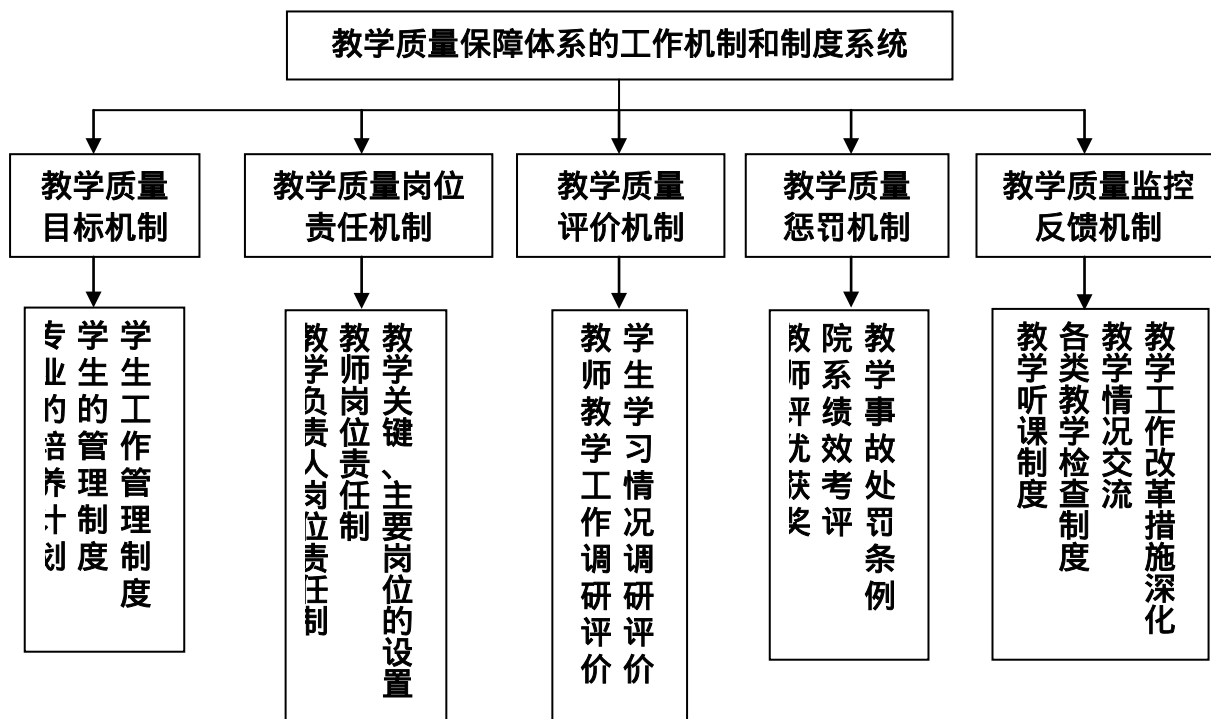 教学质量保障体系的工作机制和制度系统
教学质量
目标机制
教学质量岗位
责任机制
教学质量
评价机制
教学质量
惩罚机制
教学质量监控
反馈机制
学生工作管理制度
学生的管理制度
专业的培养计划
教学关键、主要岗位的设置
教师岗位责任制
教学负责人岗位责任制
学生学习情况调研评价
教师教学工作调研评价
教学事故处罚条例
院系绩效考评
教师评优获奖
教学工作改革措施深化
教学情况交流
各类教学检查制度
教学听课制度